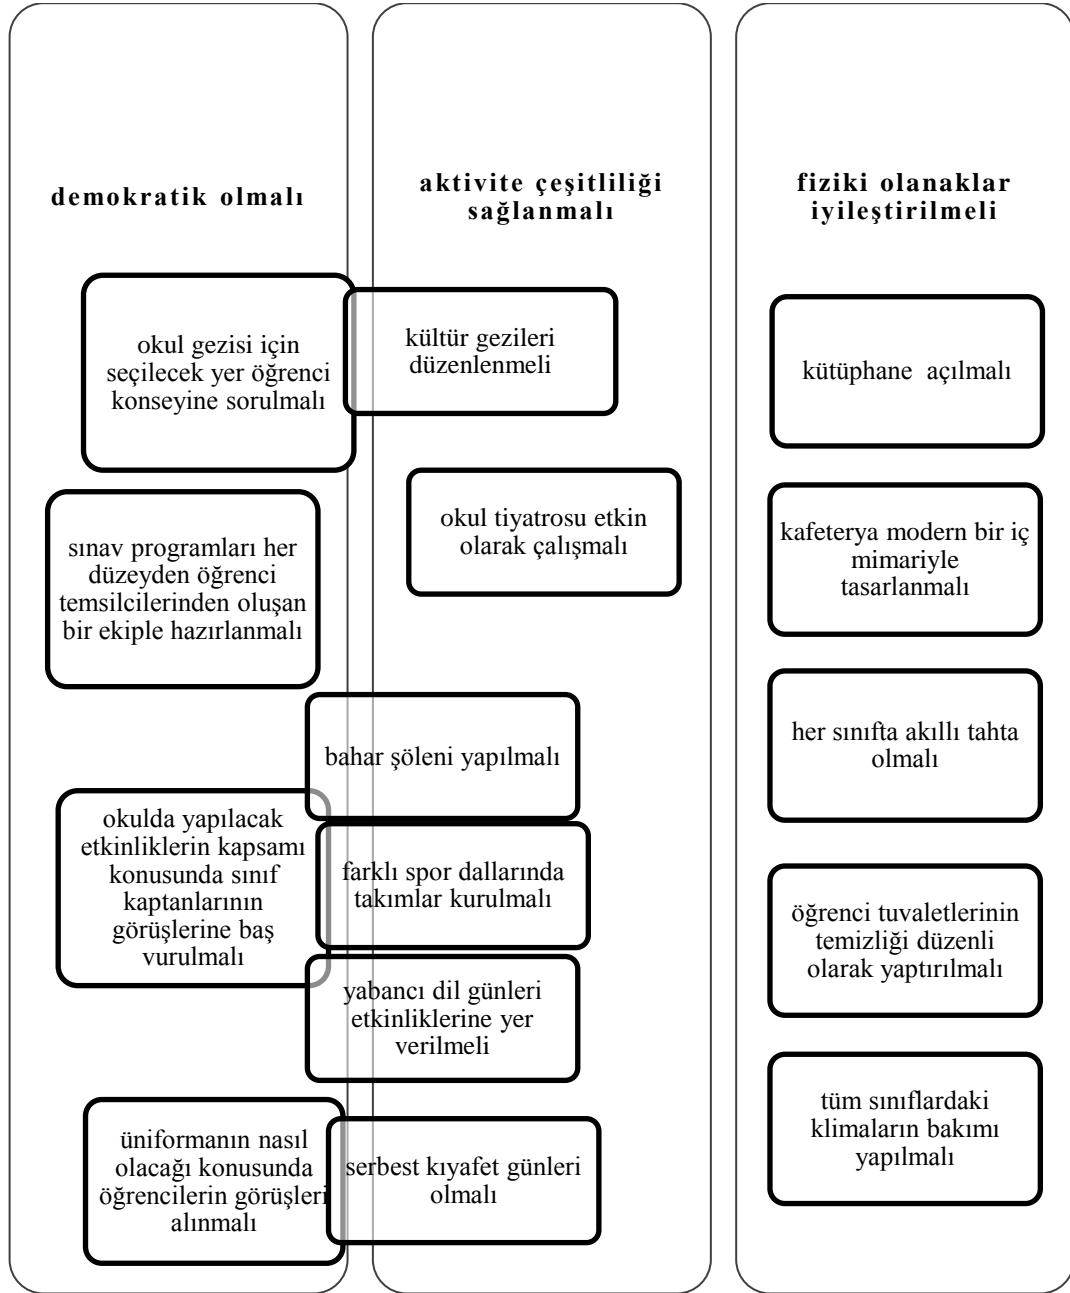 demokratik olmalı
okul gezisi için
seçilecek yer öğrenci
konseyine sorulmalı
sınav programları her
düzeyden öğrenci
temsilcilerinden oluşan
bir ekiple hazırlanmalı
okulda yapılacak
etkinliklerin kapsamı
konusunda sınıf
kaptanlarının
görüşlerine baş
vurulmalı
üniformanın nasıl
olacağı konusunda
öğrencilerin görüşleri
alınmalı
aktivite çeşitliliği
sağlanmalı
kültür gezileri
düzenlenmeli
okul tiyatrosu etkin
olarak çalışmalı
bahar şöleni yapılmalı
farklı spor dallarında
takımlar kurulmalı
yabancı dil günleri
etkinliklerine yer
verilmeli
serbest kıyafet günleri
olmalı
fiziki olanaklar
iyileştirilmeli
kütüphane açılmalı
kafeterya modern bir iç
mimariyle
tasarlanmalı
her sınıfta akıllı tahta
olmalı
öğrenci tuvaletlerinin
temizliği düzenli
olarak yaptırılmalı
tüm sınıflardaki
klimaların bakımı
yapılmalı